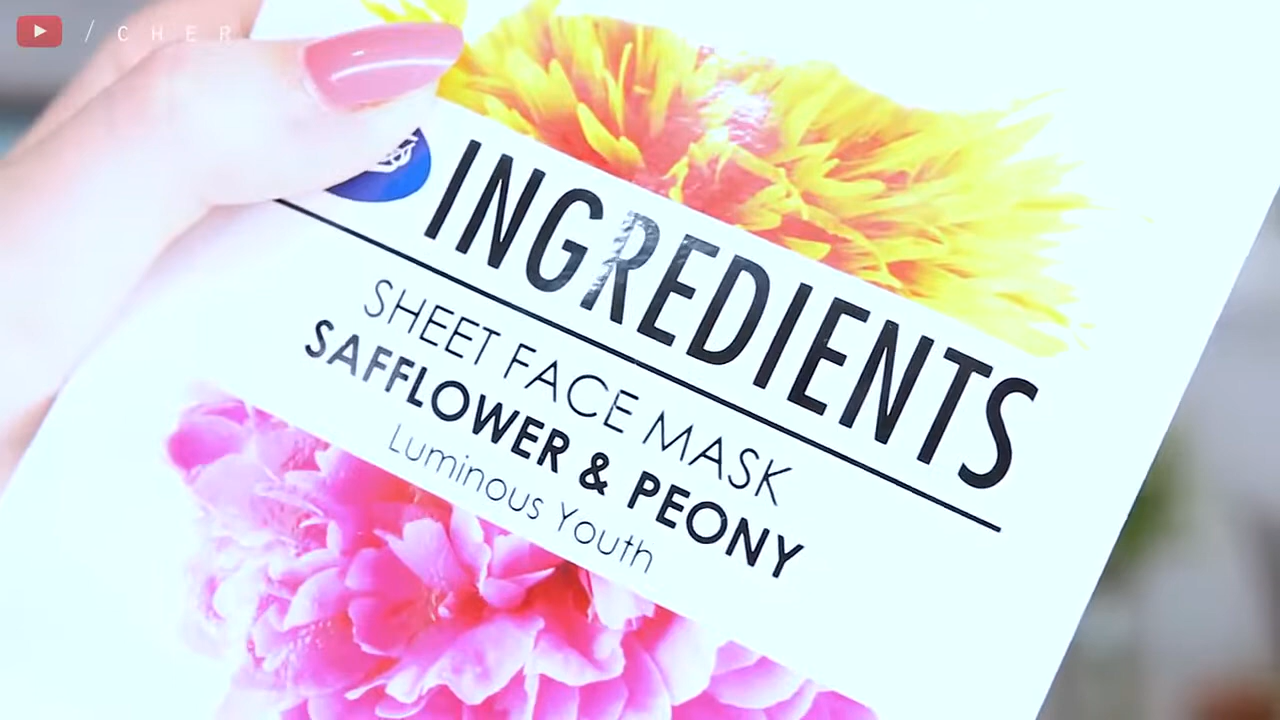 / CHER
INGREDIENTS
SHEET FACE MASK
SAFFLOWER & PEONY
Luminous Youth